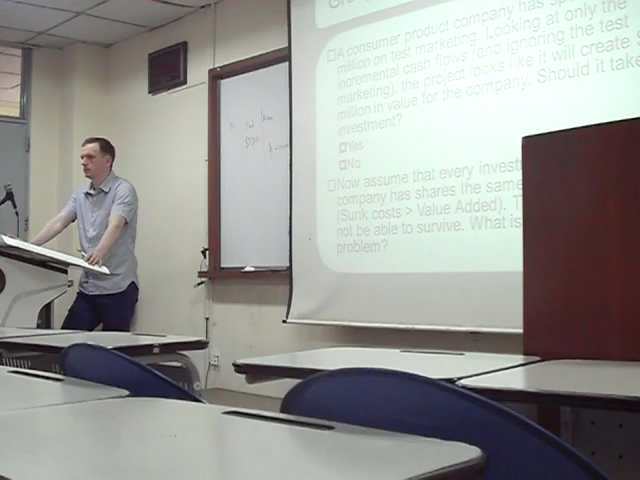 □A consumer product company has
million on test marketing. Looking at only the
incremental cash flows (and ignoring the test
marketing), the project looks like it will create
million in value for the company. Should it take
investment?
□Yes
□No
□Now assume that every
company has shares the same
(Sunk costs > Value Added).
not be able to survive. What is
problem?